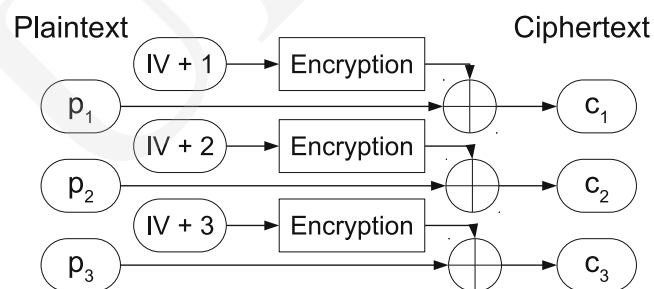 Plaintext Ciphertext
IV + 1 Encryption
p₁ c₁
IV + 2 Encryption
p₂ c₂
IV + 3 Encryption
p₃ c₃